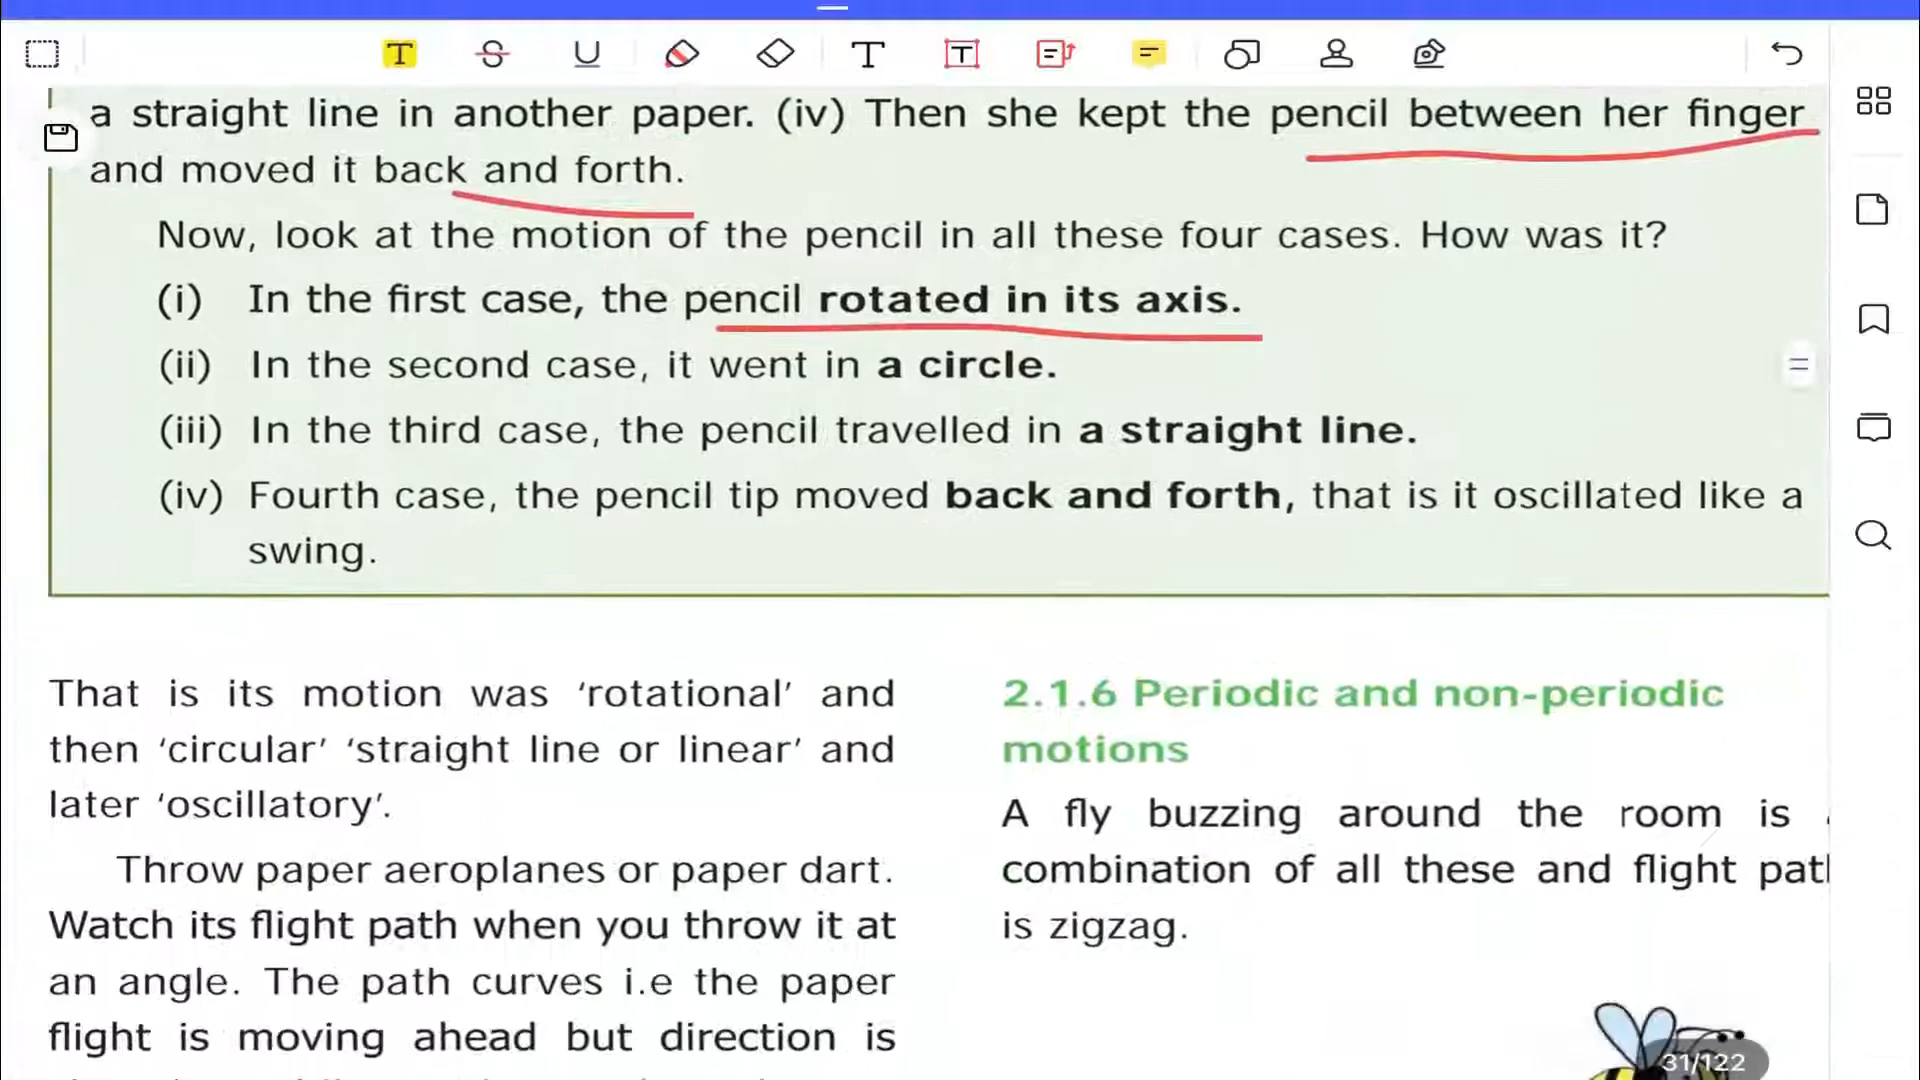 a straight line in another paper. (iv) Then she kept the pencil between her finger
and moved it back and forth.
Now, look at the motion of the pencil in all these four cases. How was it?
(i) In the first case, the pencil rotated in its axis.
(ii) In the second case, it went in a circle.
(iii) In the third case, the pencil travelled in a straight line.
(iv) Fourth case, the pencil tip moved back and forth, that is it oscillated like a
swing.
That is its motion was ‘rotational’ and
then ‘circular’ ‘straight line or linear’ and
later ‘oscillatory’.
Throw paper aeroplanes or paper dart.
Watch its flight path when you throw it at
an angle. The path curves i.e the paper
flight is moving ahead but direction is
2.1.6 Periodic and non-periodic
motions
A fly buzzing around the room is
combination of all these and flight
is zigzag.
31/122